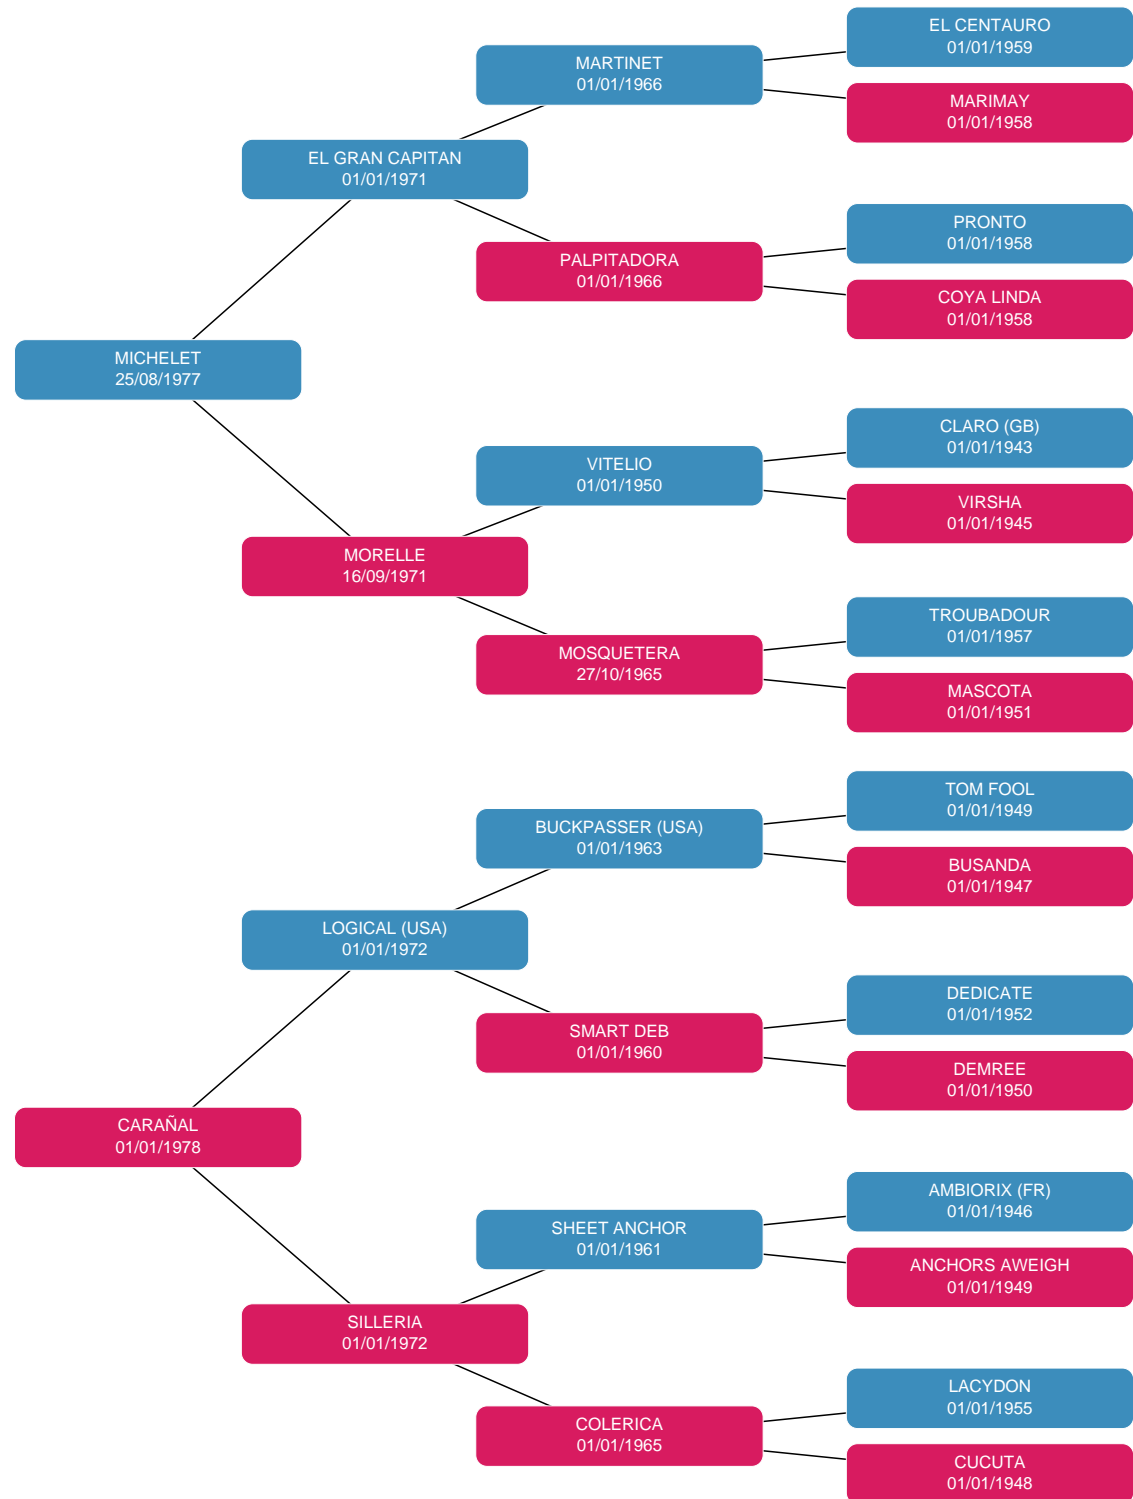 EL CENTAURO
01/01/1959
MARTINET
01/01/1966
MARIMAY
01/01/1958
EL GRAN CAPITAN
01/01/1971
PRONTO
01/01/1958
PALPITADORA
01/01/1966
COYA LINDA
01/01/1958
MICHELET
25/08/1977
CLARO (GB)
01/01/1943
VITELIO
01/01/1950
VIRSHA
01/01/1945
MORELLE
16/09/1971
TROUBADOUR
01/01/1957
MOSQUETERA
27/10/1965
MASCOTA
01/01/1951
TOM FOOL
01/01/1949
BUCKPASSER (USA)
01/01/1963
BUSANDA
01/01/1947
LOGICAL (USA)
01/01/1972
DEDICATE
01/01/1952
SMART DEB
01/01/1960
DEMREE
01/01/1950
CARAÑAL
01/01/1978
AMBIORIX (FR)
01/01/1946
SHEET ANCHOR
01/01/1961
ANCHORS AWEIGH
01/01/1949
SILLERIA
01/01/1972
LACYDON
01/01/1955
COLERICA
01/01/1965
CUCUTA
01/01/1948